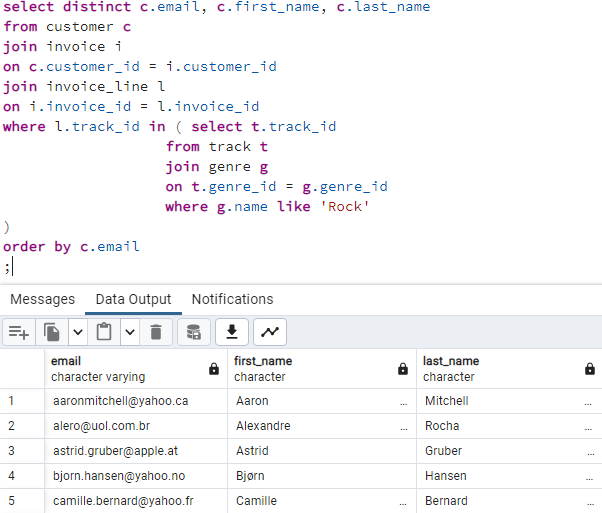 select distinct c.email, c.first_name, c.last_name
from customer c
join invoice i
on c.customer_id = i.customer_id
join invoice_line l
on i.invoice_id = l.invoice_id
where l.track_id in ( select t.track_id
from track t
join genre g
on t.genre_id = g.genre_id
where g.name like 'Rock'
)
order by c.email
;
Messages Data Output Notifications
email first_name last_name
character varying character character
1 aaronmitchell@yahoo.ca Aaron ... Mitchell ...
2 alero@uol.com.br Alexandre ... Rocha ...
3 astrid.gruber@apple.at Astrid Gruber ...
4 bjorn.hansen@yahoo.no Bjørn Hansen ...
5 camille.bernard@yahoo.fr Camille ... Bernard ...